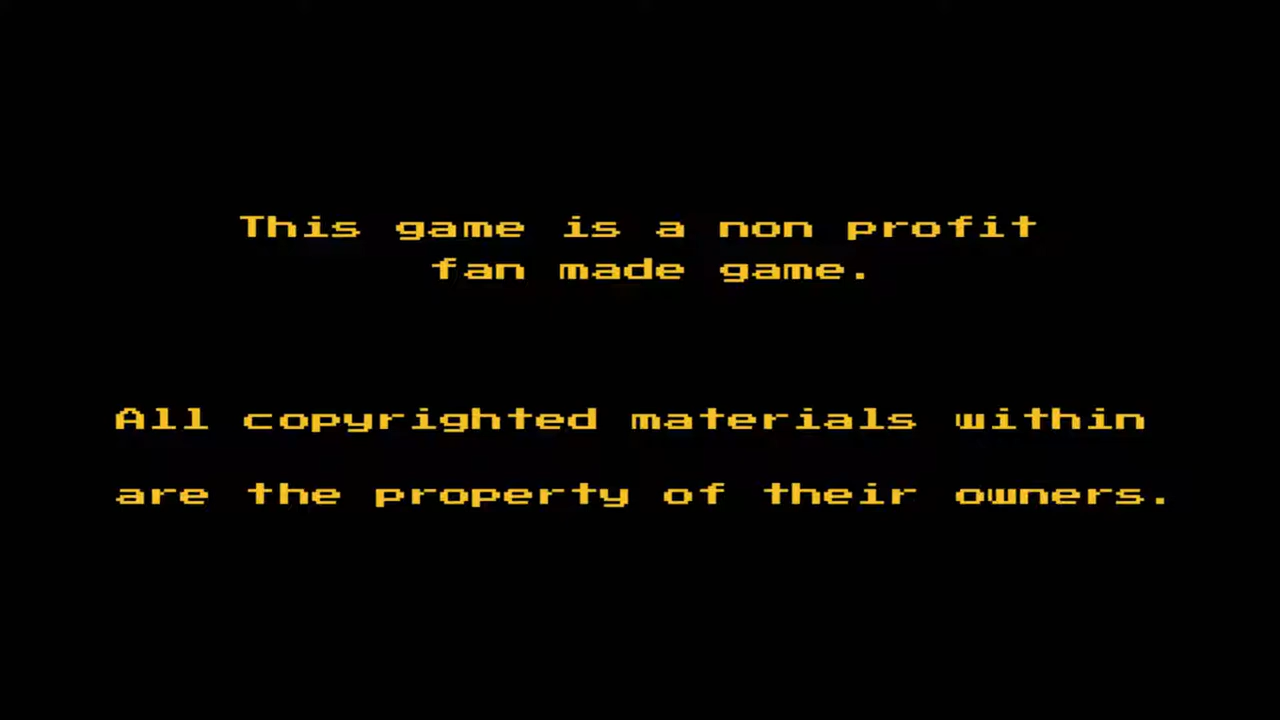 This game is a non profit
fan made game.
All copyrighted materials within
are the property of their owners.